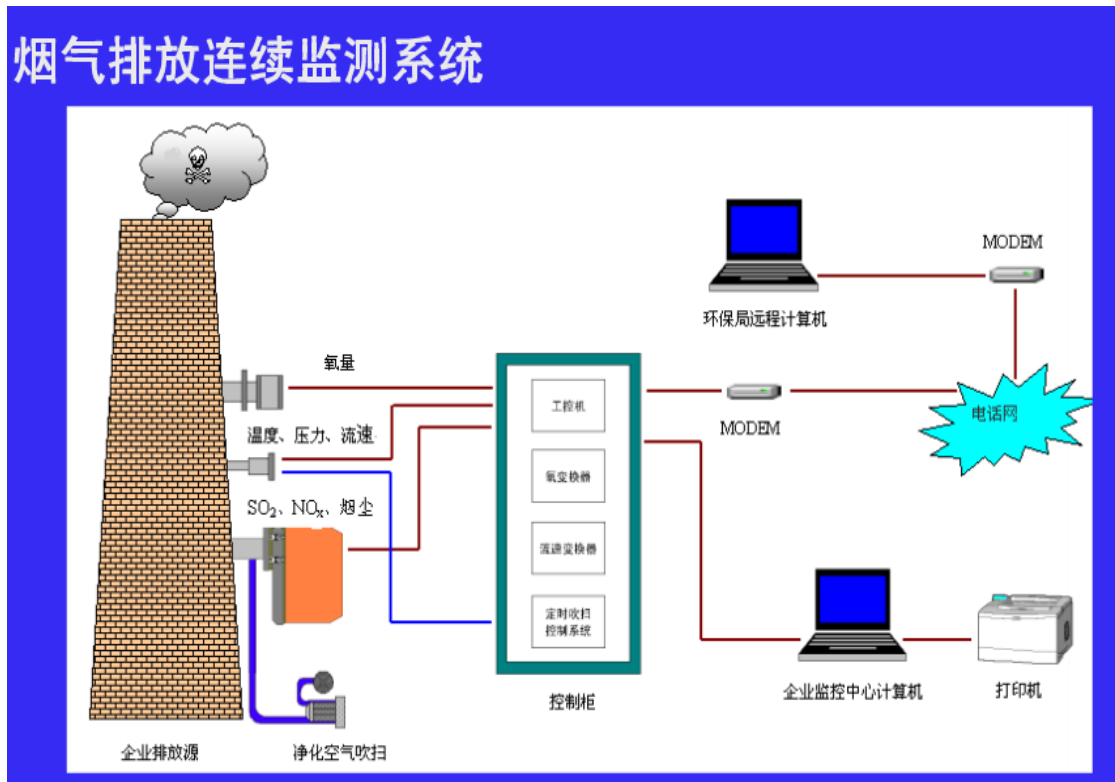 烟气排放连续监测系统
MODEM
环保局远程计算机
氧量
工控机
电话网
MODEM
温度、压力、流速
氧变换器
SO₂、NOₓ、烟尘
流速变换器
定时吹扫
控制系统
企业监控中心计算机
打印机
控制柜
企业排放源
净化空气吹扫